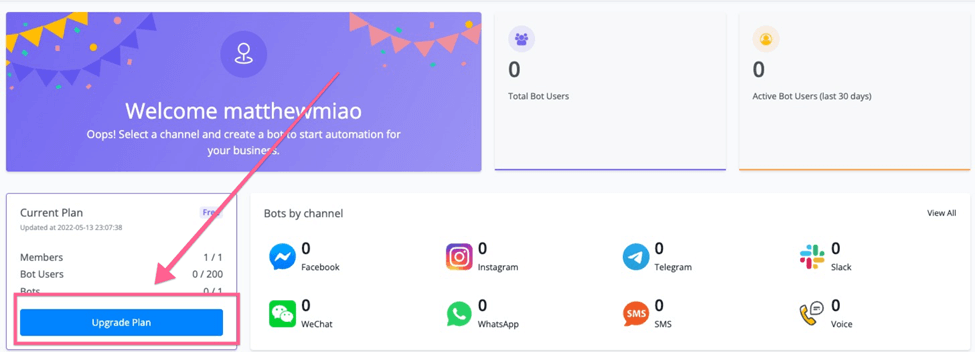 Welcome matthewmiao
Oops! Select a channel and create a bot to start automation for
your business.
0
Total Bot Users
0
Active Bot Users (last 30 days)
Current Plan
Free
Updated at 2022-05-13 23:07:38
Members 1 / 1
Bot Users 0 / 200
Bots 0 / 1
Upgrade Plan
Bots by channel
View All
0
Facebook
0
Instagram
0
Telegram
0
Slack
0
WeChat
0
WhatsApp
SMS
0
SMS
0
Voice